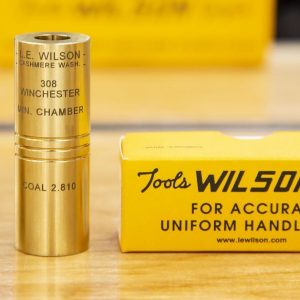 L.E. WILSON
CASHMERE WASH.
308
WINCHESTER
MIN. CHAMBER
COAL 2.810
Tools WILSON
FOR ACCURA
UNIFORM HANDL
www.lewilson.com